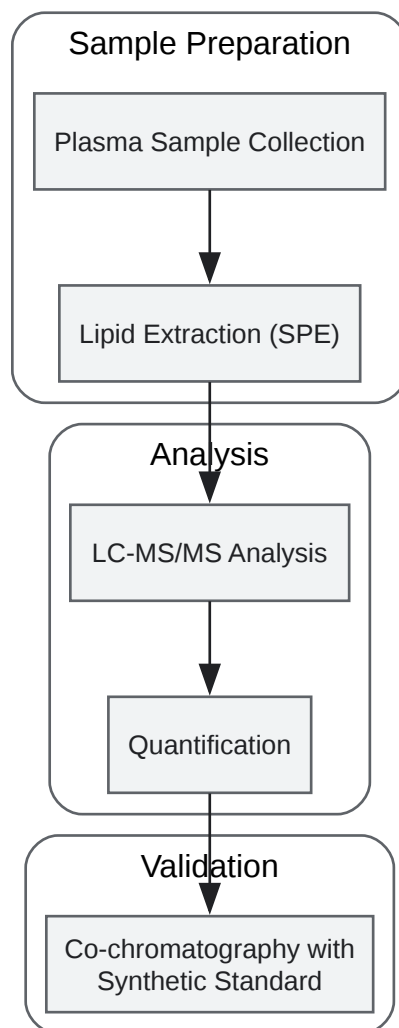 Sample Preparation
Plasma Sample Collection
Lipid Extraction (SPE)
Analysis
LC-MS/MS Analysis
Quantification
Validation
Co-chromatography with
Synthetic Standard